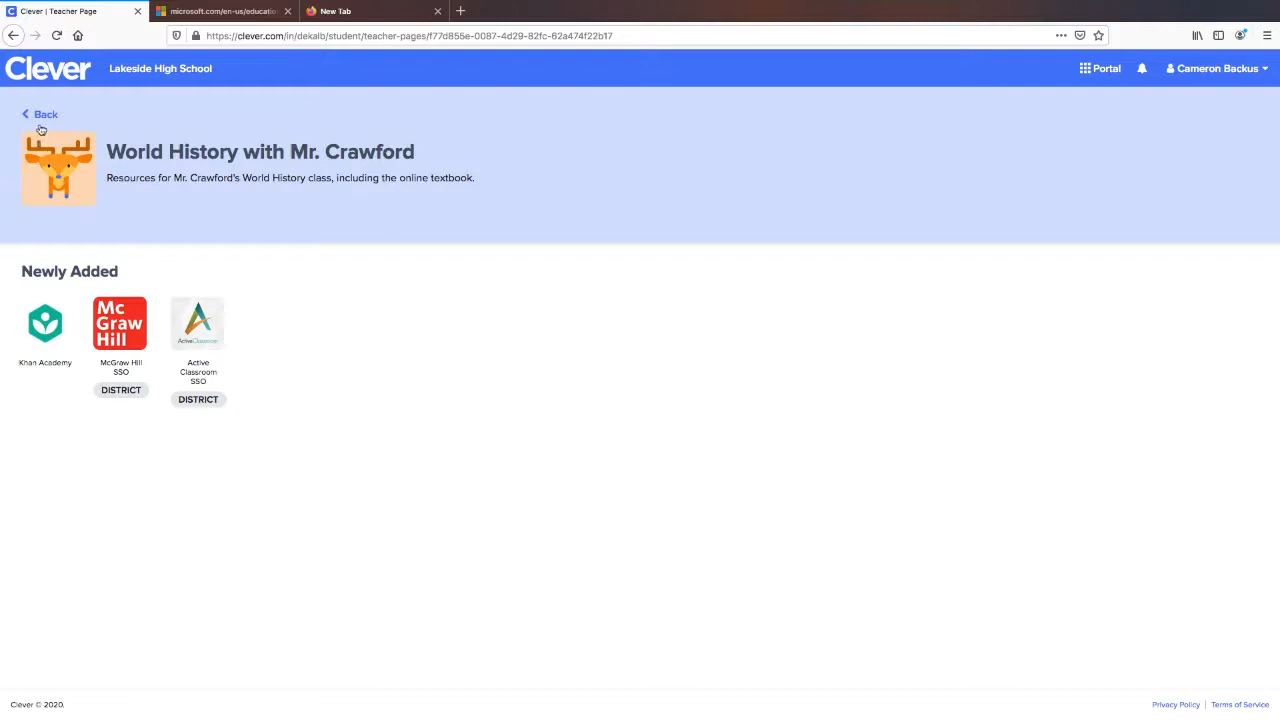 Clever | Teacher Page
microsoft.com/en-us/educatio
New Tab
https://clever.com/in/dekalb/student/teacher-pages/f77d855e-0087-4d29-82fc-62a474f22b17
Clever
Lakeside High School
Portal
Cameron Backus
Back
World History with Mr. Crawford
Resources for Mr. Crawford's World History class, including the online textbook.
Newly Added
Mc
Graw
Hill
ActiveClassroom
Khan Academy
McGraw Hill
SSO
DISTRICT
Active
Classroom
SSO
DISTRICT
Clever © 2020.
Privacy Policy | Terms of Service